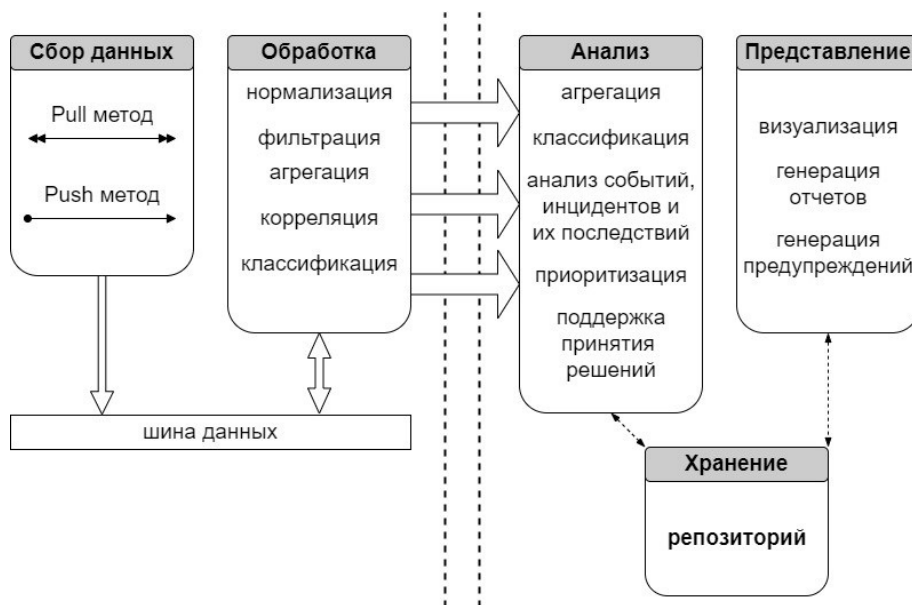 Сбор данных
Pull метод
Push метод
Обработка
нормализация
фильтрация
агрегация
корреляция
классификация
шина данных
Анализ
агрегация
классификация
анализ событий,
инцидентов и
их последствий
приоритизация
поддержка
принятия
решений
Представление
визуализация
генерация
отчетов
генерация
предупреждений
Хранение
репозиторий